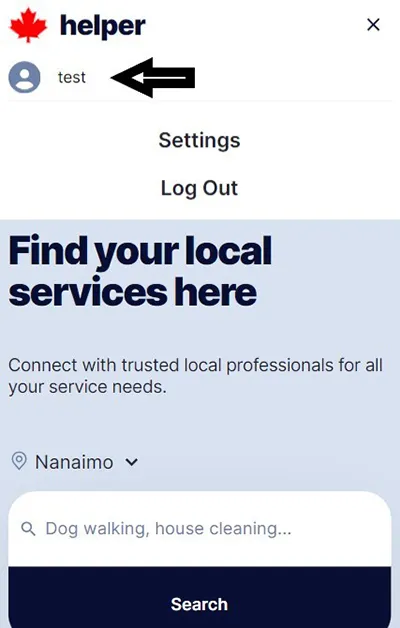 helper
test
Settings
Log Out
Find your local
services here
Connect with trusted local professionals for all
your service needs.
Nanaimo
Dog walking, house cleaning...
Search